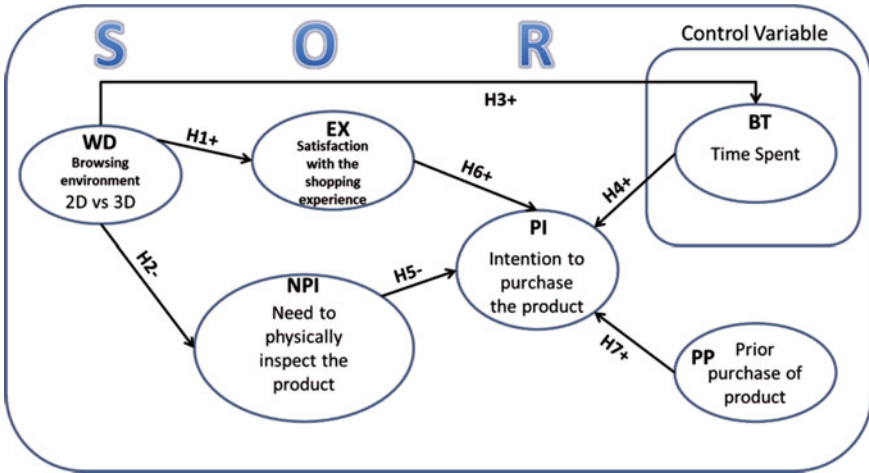 S O R
Control Variable
H3+
WD
Browsing
environment
2D vs 3D
H1+
EX
Satisfaction
with the
shopping
experience
H6+
BT
Time Spent
H4+
PI
Intention to
purchase
the product
H2-
NPI
Need to
physically
inspect the
product
H5-
H7+
PP Prior
purchase of
product